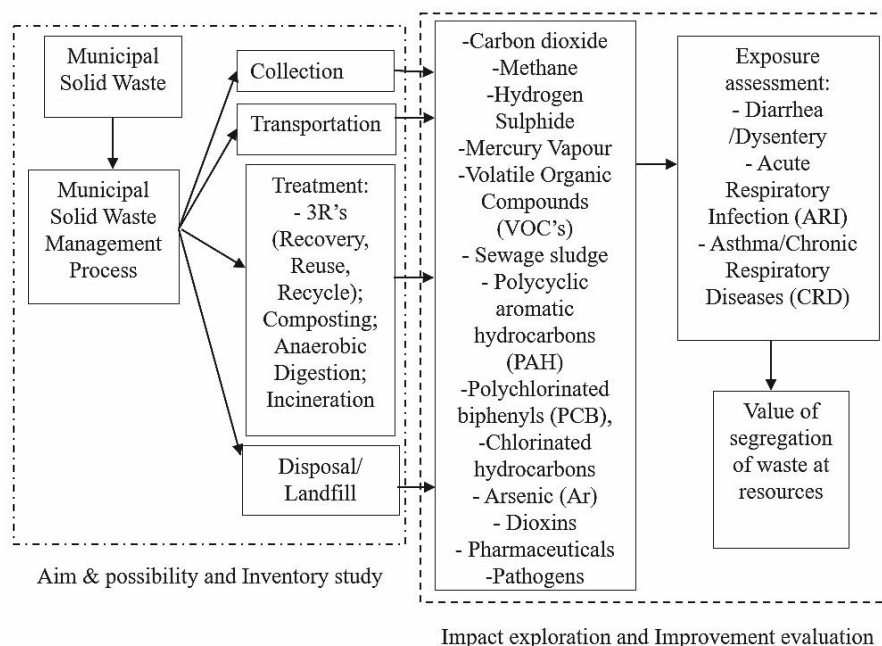 Municipal
Solid Waste
Municipal
Solid Waste
Management
Process
Collection
Transportation
Treatment:
- 3R's
(Recovery,
Reuse,
Recycle);
Composting;
Anaerobic
Digestion;
Incineration
Disposal/
Landfill
Aim & possibility and Inventory study
-Carbon dioxide
-Methane
-Hydrogen
Sulphide
-Mercury Vapour
-Volatile Organic
Compounds
(VOC's)
- Sewage sludge
- Polycyclic
aromatic
hydrocarbons
(PAH)
-Polychlorinated
biphenyls (PCB),
-Chlorinated
hydrocarbons
- Arsenic (Ar)
- Dioxins
- Pharmaceuticals
-Pathogens
Exposure
assessment:
- Diarrhea
/Dysentery
- Acute
Respiratory
Infection (ARI)
- Asthma/Chronic
Respiratory
Diseases (CRD)
Value of
segregation
of waste at
resources
Impact exploration and Improvement evaluation